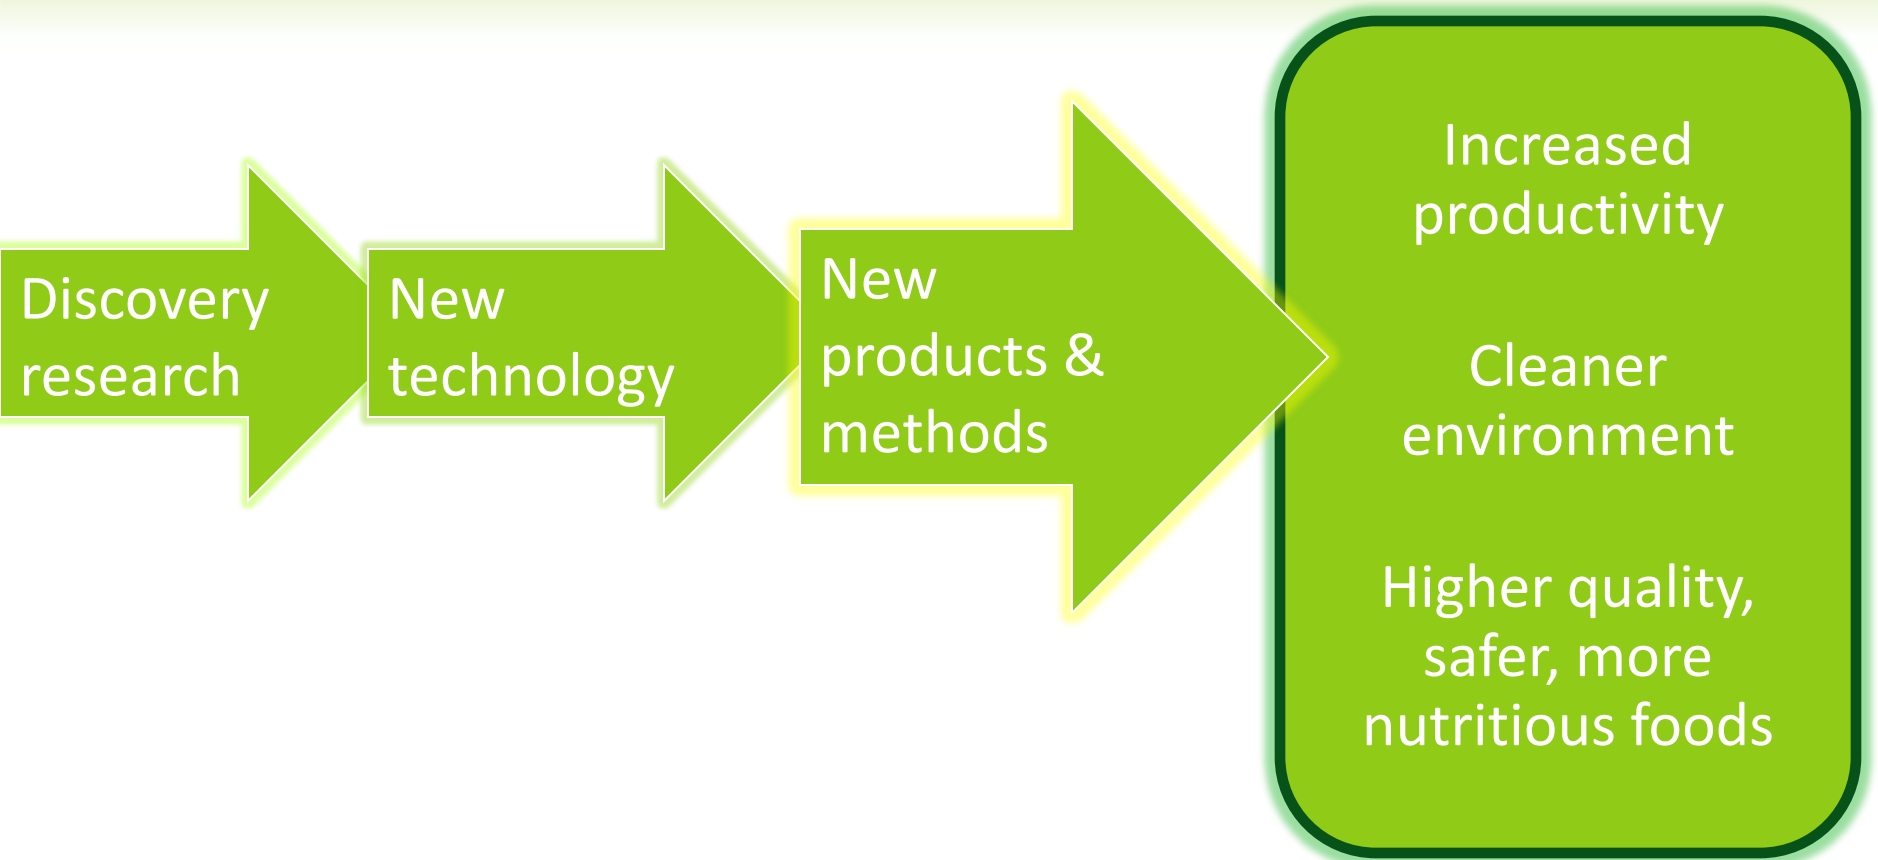 Discovery
research
New
technology
New
products &
methods
Increased
productivity
Cleaner
environment
Higher quality,
safer, more
nutritious foods